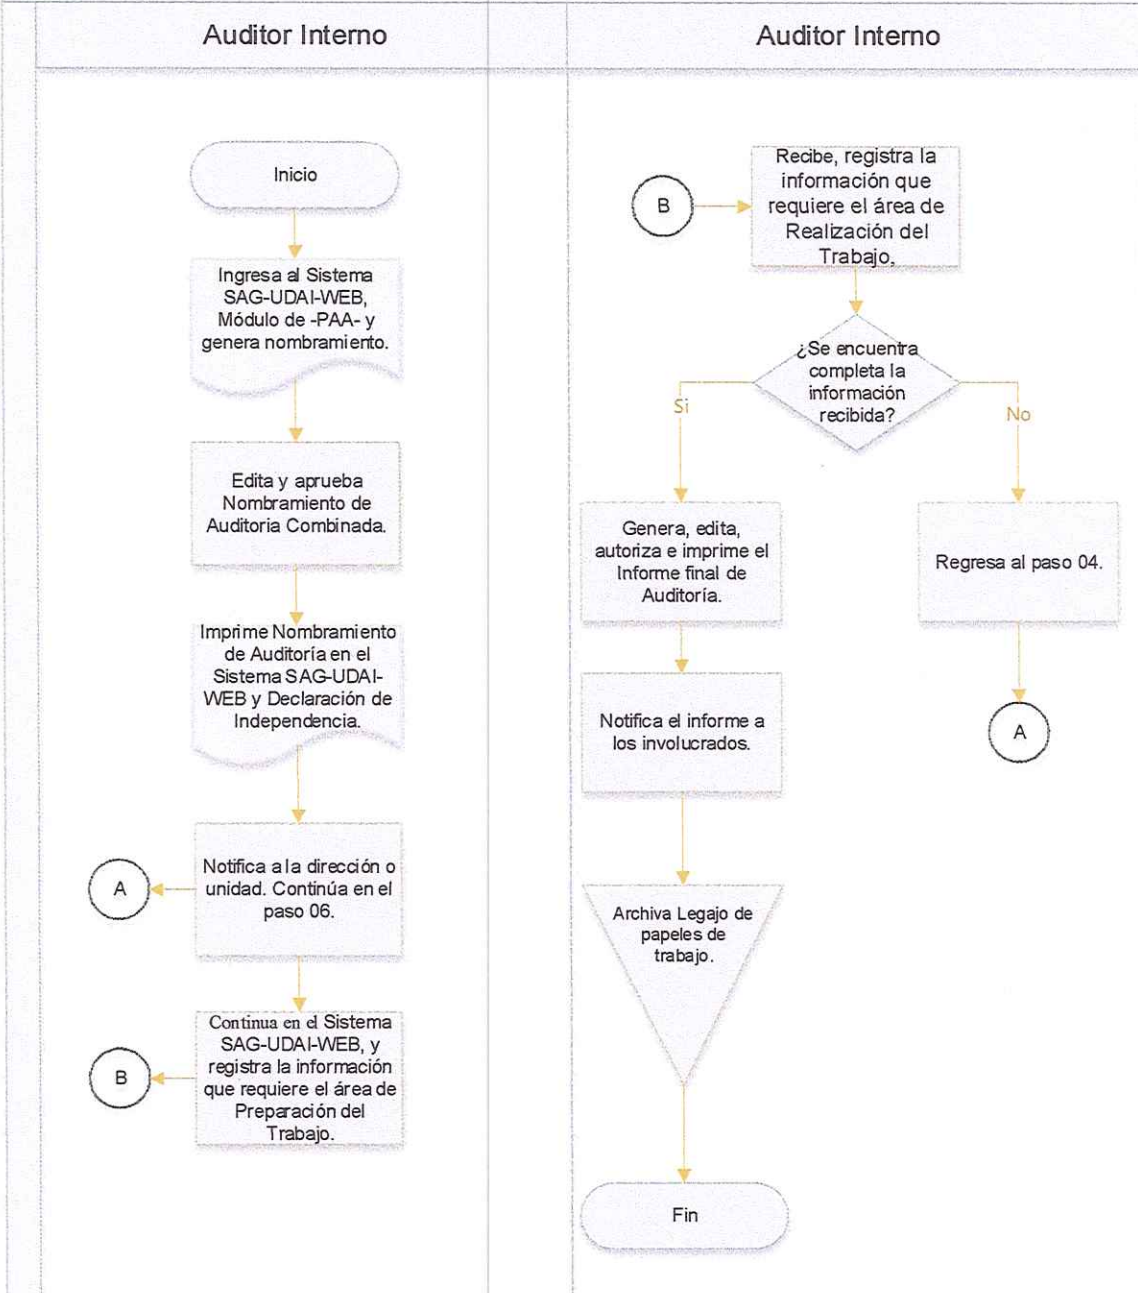 Auditor Interno
Inicio
Ingresa al Sistema
SAG-UDAI-WEB,
Módulo de -PAA- y
genera nombramiento.
Edita y aprueba
Nombramiento de
Auditoria Combinada.
Imprime Nombramiento
de Auditoría en el
Sistema SAG-UDAI-
WEB y Declaración de
Independencia.
Notifica a la dirección o
unidad. Continúa en el
paso 06.
A
Continua en el Sistema
SAG-UDAI-WEB, y
registra la información
que requiere el área de
Preparación del
Trabajo.
B
Auditor Interno
B
Recibe, registra la
información que
requiere el área de
Realización del
Trabajo,
¿Se encuentra
completa la
información
recibida?
Si
No
Genera, edita,
autoriza e imprime el
Informe final de
Auditoría.
Regresa al paso 04.
Notifica el informe a
los involucrados.
A
Archiva Legajo de
papeles de
trabajo.
Fin